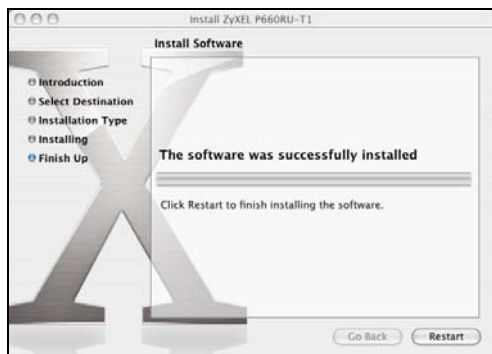 Install ZyXEL P660RU-T1
Install Software
Introduction
Select Destination
Installation Type
Installing
Finish Up
The software was successfully installed
Click Restart to finish installing the software.
Go Back
Restart